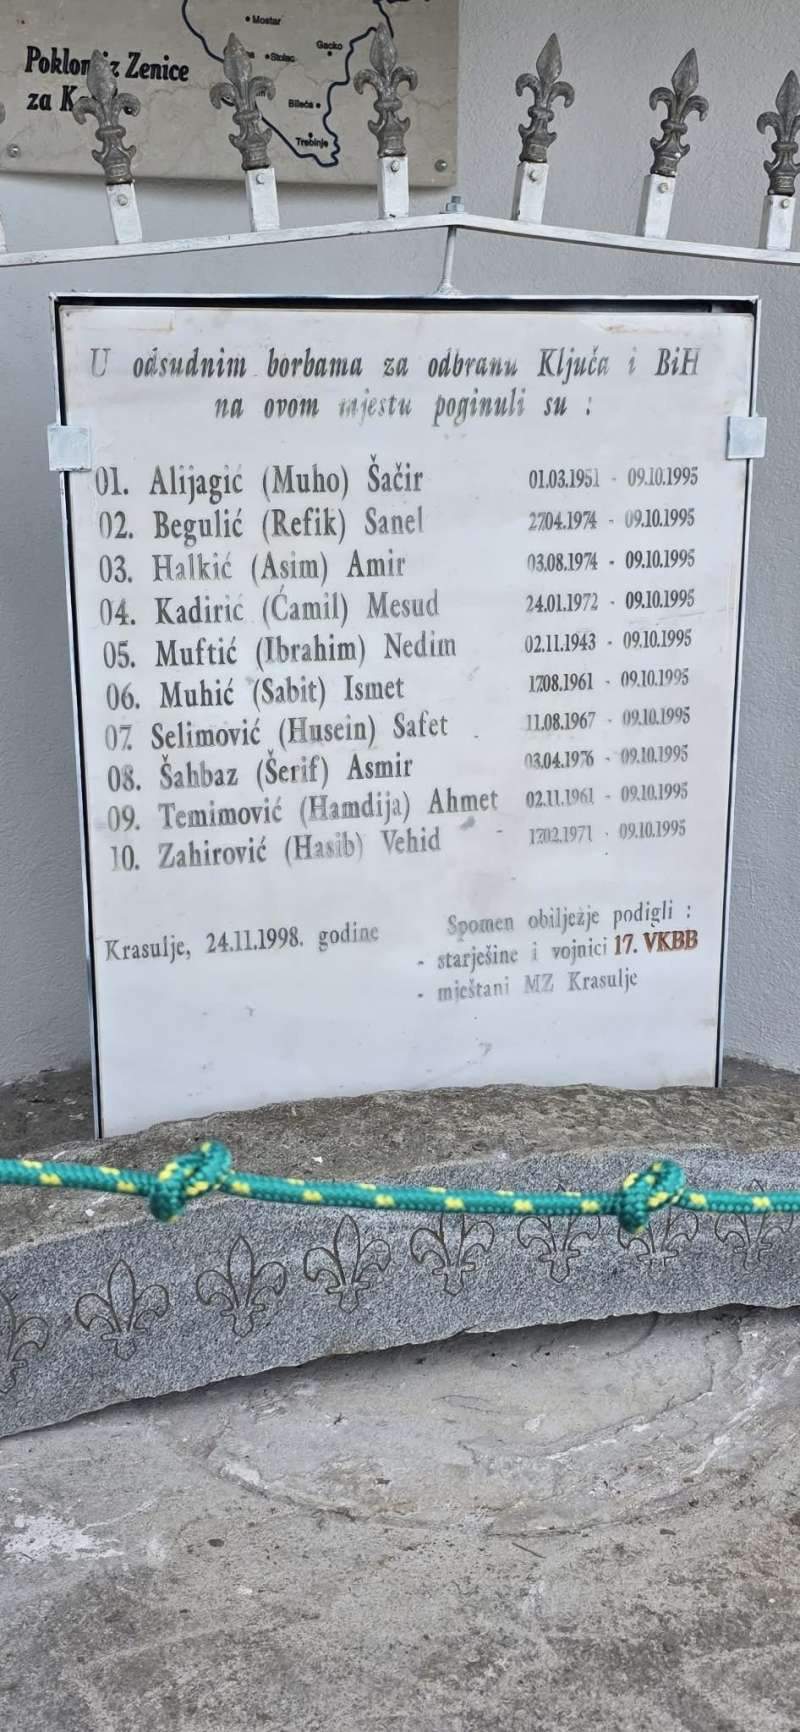 Mostar
Stolac
Gacko
Bileća
Trebinje
Poklon iz Zenice
za
U odsudnim borbama za odbranu Ključa i BiH
na ovom mjestu poginuli su :
01. Alijagić (Muho) Šaćir 01.03.1951 - 09.10.1995
02. Begulić (Refik) Sanel 27.04.1974 - 09.10.1995
03. Halkić (Asim) Amir 03.08.1974 - 09.10.1995
04. Kadirić (Ćamil) Mesud 24.01.1972 - 09.10.1995
05. Muftić (Ibrahim) Nedim 02.11.1943 - 09.10.1995
06. Muhić (Sabit) Ismet 17.08.1961 - 09.10.1995
07. Selimović (Husein) Safet 11.08.1967 - 09.10.1995
08. Šahbaz (Šerif) Asmir 03.04.1976 - 09.10.1995
09. Temimović (Hamdija) Ahmet 02.11.1961 - 09.10.1995
10. Zahirović (Hasib) Vehid 17.02.1971 - 09.10.1995
Krasulje, 24.11.1998. godine
Spomen obilježje podigli :
- starješine i vojnici 17. VKBB
- mještani MZ Krasulje